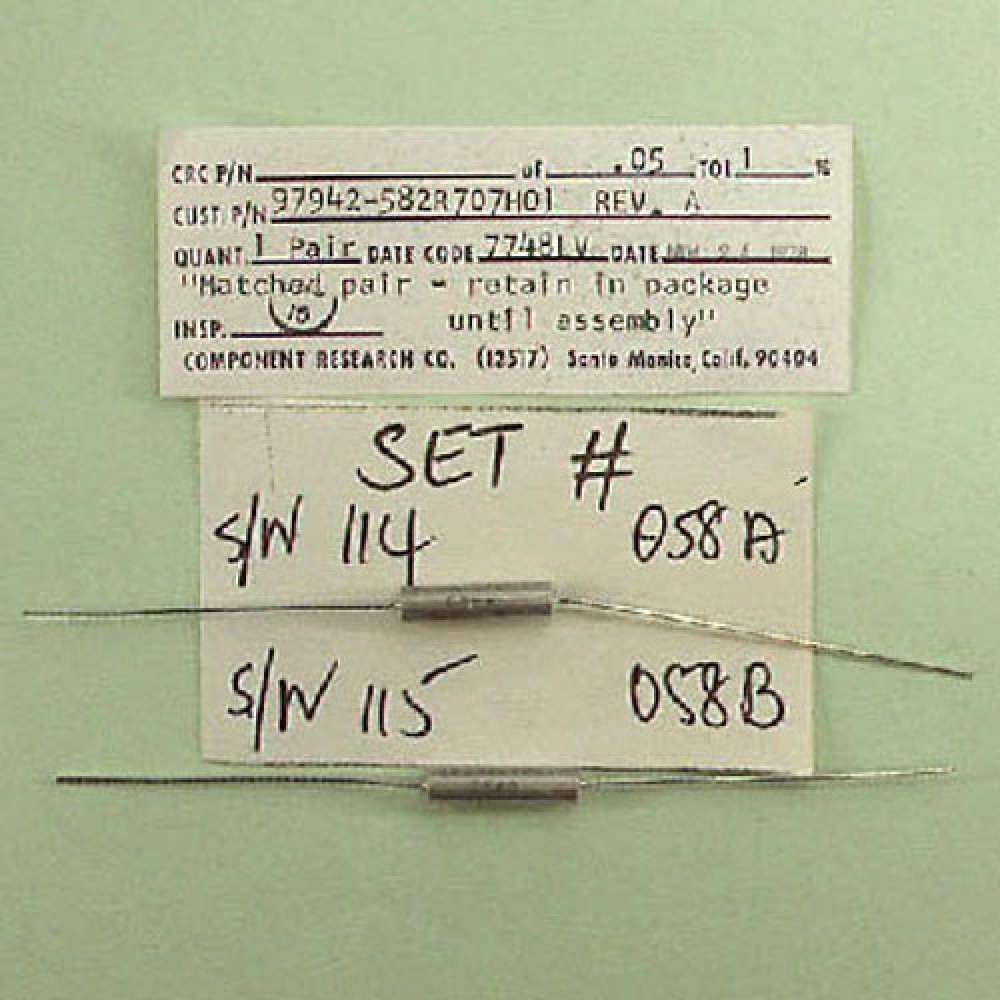 CRC P/N uf .05 TOL 1 %
CUST. P/N 97942-582R707H01 REV. A
QUANT. 1 Pair DATE CODE 7748LV DATE
"Matched pair - retain in package
INSP. until assembly"
COMPONENT RESEARCH CO. (12517) Santa Monica, Calif. 90404
SET #
S/N 114 058A
S/N 115 058B